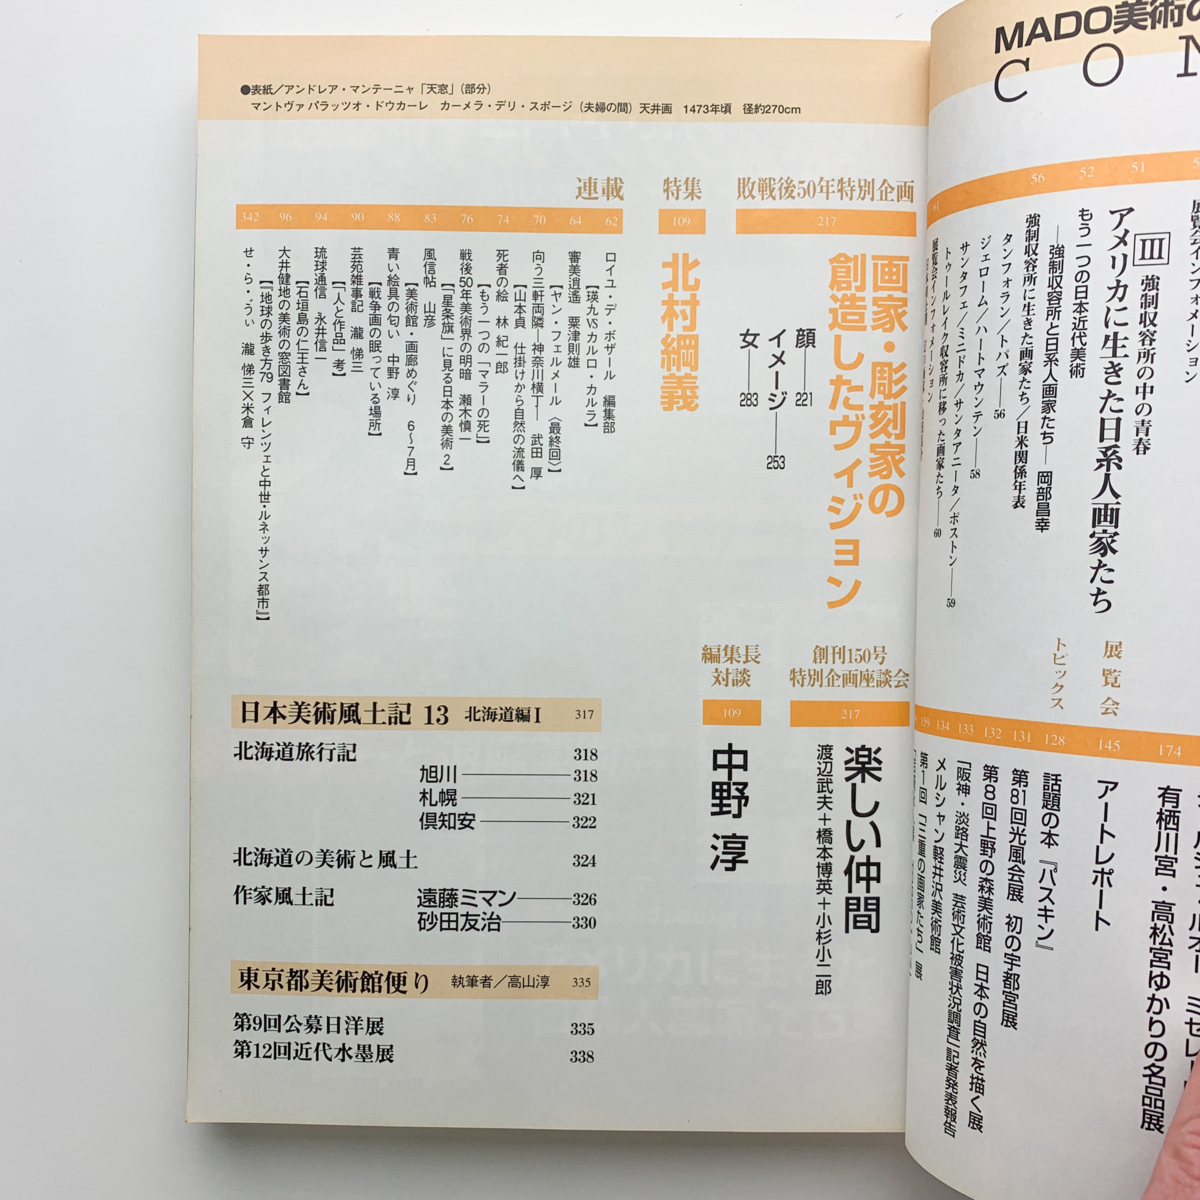 MADO美術の
CON
56
52
51
展覧会インフォメーション
III
強制収容所の中の青春
アメリカに生きた日系人画家たち
もう一つの日本近代美術
―強制収容所と日系人画家たち― 岡部昌幸
強制収容所に生きた画家たち/日米関係年表
タンフォラン/トパズ――56
ジェローム/ハートマウンテン――58
サンタフェ/ミニドカ/サンタアニータ/ポストン――59
トゥールレイク収容所に移った画家たち――60
展覧会インフォメーション
61
展覧会
トピックス
174
有栖川宮・高松宮ゆかりの名品展
145
アートレポート
128
話題の本『パスキン』
131
第81回光風会展 初の宇都宮展
132
第8回上野の森美術館 日本の自然を描く展
133
「阪神・淡路大震災 芸術文化被害状況調査」記者発表報告
134
メルシャン軽井沢美術館
159
●表紙/アンドレア・マンテーニャ「天窓」(部分)
マントヴァ パラッツオ・ドウカーレ カーメラ・デリ・スポージ(夫婦の間)天井画 1473年頃 径約270cm
敗戦後50年特別企画
217
画家・彫刻家の
創造したヴィジョン
顔――221
イメージ――253
女――283
特集
109
北村綱義
連載
62
ロイユ・デ・ボザール 編集部
【瑛九VSカルロ・カルラ】
64
審美逍遥 粟津則雄
【ヤン・フェルメール〈最終回〉】
70
向う三軒両隣―神奈川横丁― 武田 厚
【山本貞 仕掛けから自然の流儀へ】
74
死者の絵 林 紀一郎
【もう一つの「マラーの死」】
76
戦後50年美術界の明暗 瀬木慎一
【「星条旗」に見る日本の美術 2】
83
風信帖 山彦
【美術館・画廊めぐり 6〜7月】
88
青い絵具の匂い 中野 淳
【戦争画の眠っている場所】
90
芸苑雑事記 瀧 悌三
【「人と作品」考】
94
琉球通信 永井信一
【石垣島の仁王さん】
96
大井健地の美術の窓図書館
342
せ・ら・うぃ 瀧 悌三×米倉 守
【『地球の歩き方79 フィレンツェと中世・ルネッサンス都市』】
創刊150号
特別企画座談会
217
楽しい仲間
渡辺武夫+橋本博英+小杉小二郎
編集長
対談
109
中野 淳
日本美術風土記 13 北海道編I 317
北海道旅行記 318
旭川――318
札幌――321
倶知安――322
北海道の美術と風土 324
作家風土記 遠藤ミマン――326
砂田友治――330
東京都美術館便り 執筆者/高山淳 335
第9回公募日洋展 335
第12回近代水墨展 338